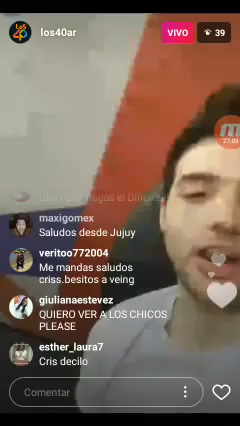 los40ar
VIVO
39
maxigomex
Saludos desde Jujuy
veritoo772004
Me mandas saludos
criss.besitos a veing
giulianaestevez
QUIERO VER A LOS CHICOS
PLEASE
esther_laura7
Cris decilo
Comentar